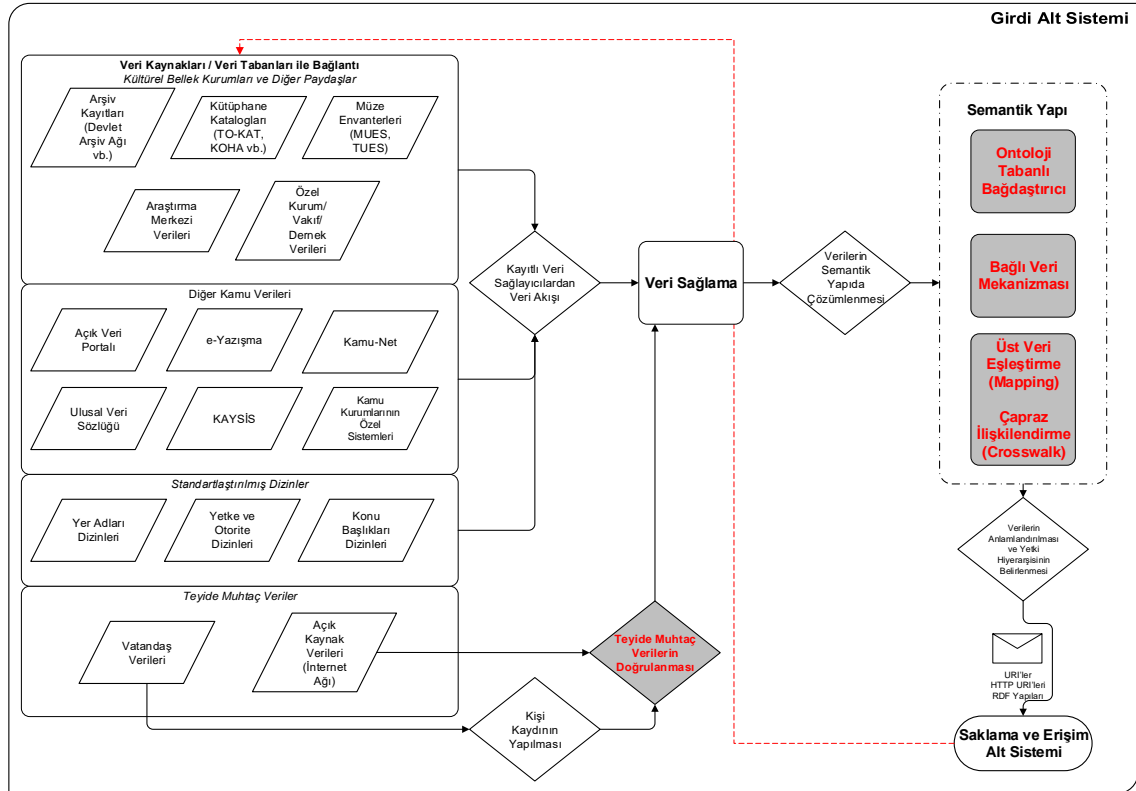 Girdi Alt Sistemi
Veri Kaynakları / Veri Tabanları ile Bağlantı
Kültürel Bellek Kurumları ve Diğer Paydaşlar
Arşiv
Kayıtları
(Devlet
Arşiv Ağı
vb.)
Kütüphane
Katalogları
(TO-KAT,
KOHA vb.)
Müze
Envanterleri
(MUES,
TUES)
Araştırma
Merkezi
Verileri
Özel
Kurum/
Vakıf/
Dernek
Verileri
Diğer Kamu Verileri
Açık Veri
Portalı
e-Yazışma
Kamu-Net
Ulusal Veri
Sözlüğü
KAYSİS
Kamu
Kurumlarının
Özel
Sistemleri
Standartlaştırılmış Dizinler
Yer Adları
Dizinleri
Yetke ve
Otorite
Dizinleri
Konu
Başlıkları
Dizinleri
Teyide Muhtaç Veriler
Vatandaş
Verileri
Açık
Kaynak
Verileri
(İnternet
Ağı)
Kayıtlı Veri
Sağlayıcılardan
Veri Akışı
Kişi
Kaydının
Yapılması
Teyide Muhtaç
Verilerin
Doğrulanması
Veri Sağlama
Verilerin
Semantik
Yapıda
Çözümlenmesi
Semantik Yapı
Ontoloji
Tabanlı
Bağdaştırıcı
Bağlı Veri
Mekanizması
Üst Veri
Eşleştirme
(Mapping)
Çapraz
İlişkilendirme
(Crosswalk)
Verilerin
Anlamlandırılması
ve Yetki
Hiyerarşisinin
Belirlenmesi
URI'ler
HTTP URI'leri
RDF Yapıları
Saklama ve Erişim
Alt Sistemi